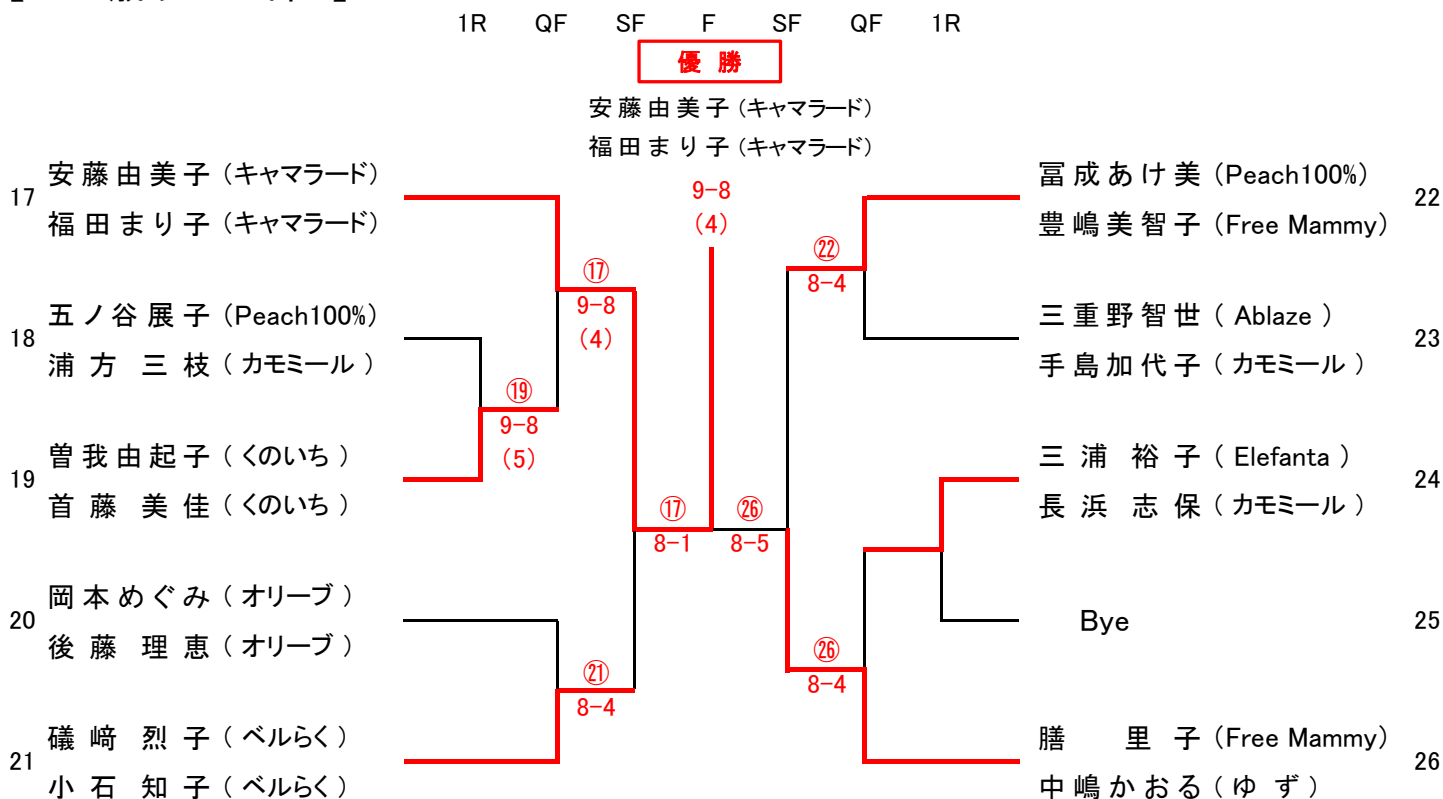 1R QF SF F SF QF 1R
優勝
安藤由美子(キャマラード)
福田まり子(キャマラード)
9-8
(4)
17
安藤由美子(キャマラード)
福田まり子(キャマラード)
⑰
9-8
(4)
18
五ノ谷展子(Peach100%)
浦方三枝(カモミール)
⑲
9-8
(5)
19
曽我由起子(くのいち)
首藤美佳(くのいち)
⑰
8-1
20
岡本めぐみ(オリーブ)
後藤理恵(オリーブ)
㉑
8-4
21
礒﨑烈子(ベルらく)
小石知子(ベルらく)
冨成あけ美(Peach100%)
豊嶋美智子(Free Mammy)
22
㉒
8-4
三重野智世(Ablaze)
手島加代子(カモミール)
23
三浦裕子(Elefanta)
長浜志保(カモミール)
24
㉖
8-5
Bye
25
㉖
8-4
膳里子(Free Mammy)
中嶋かおる(ゆず)
26